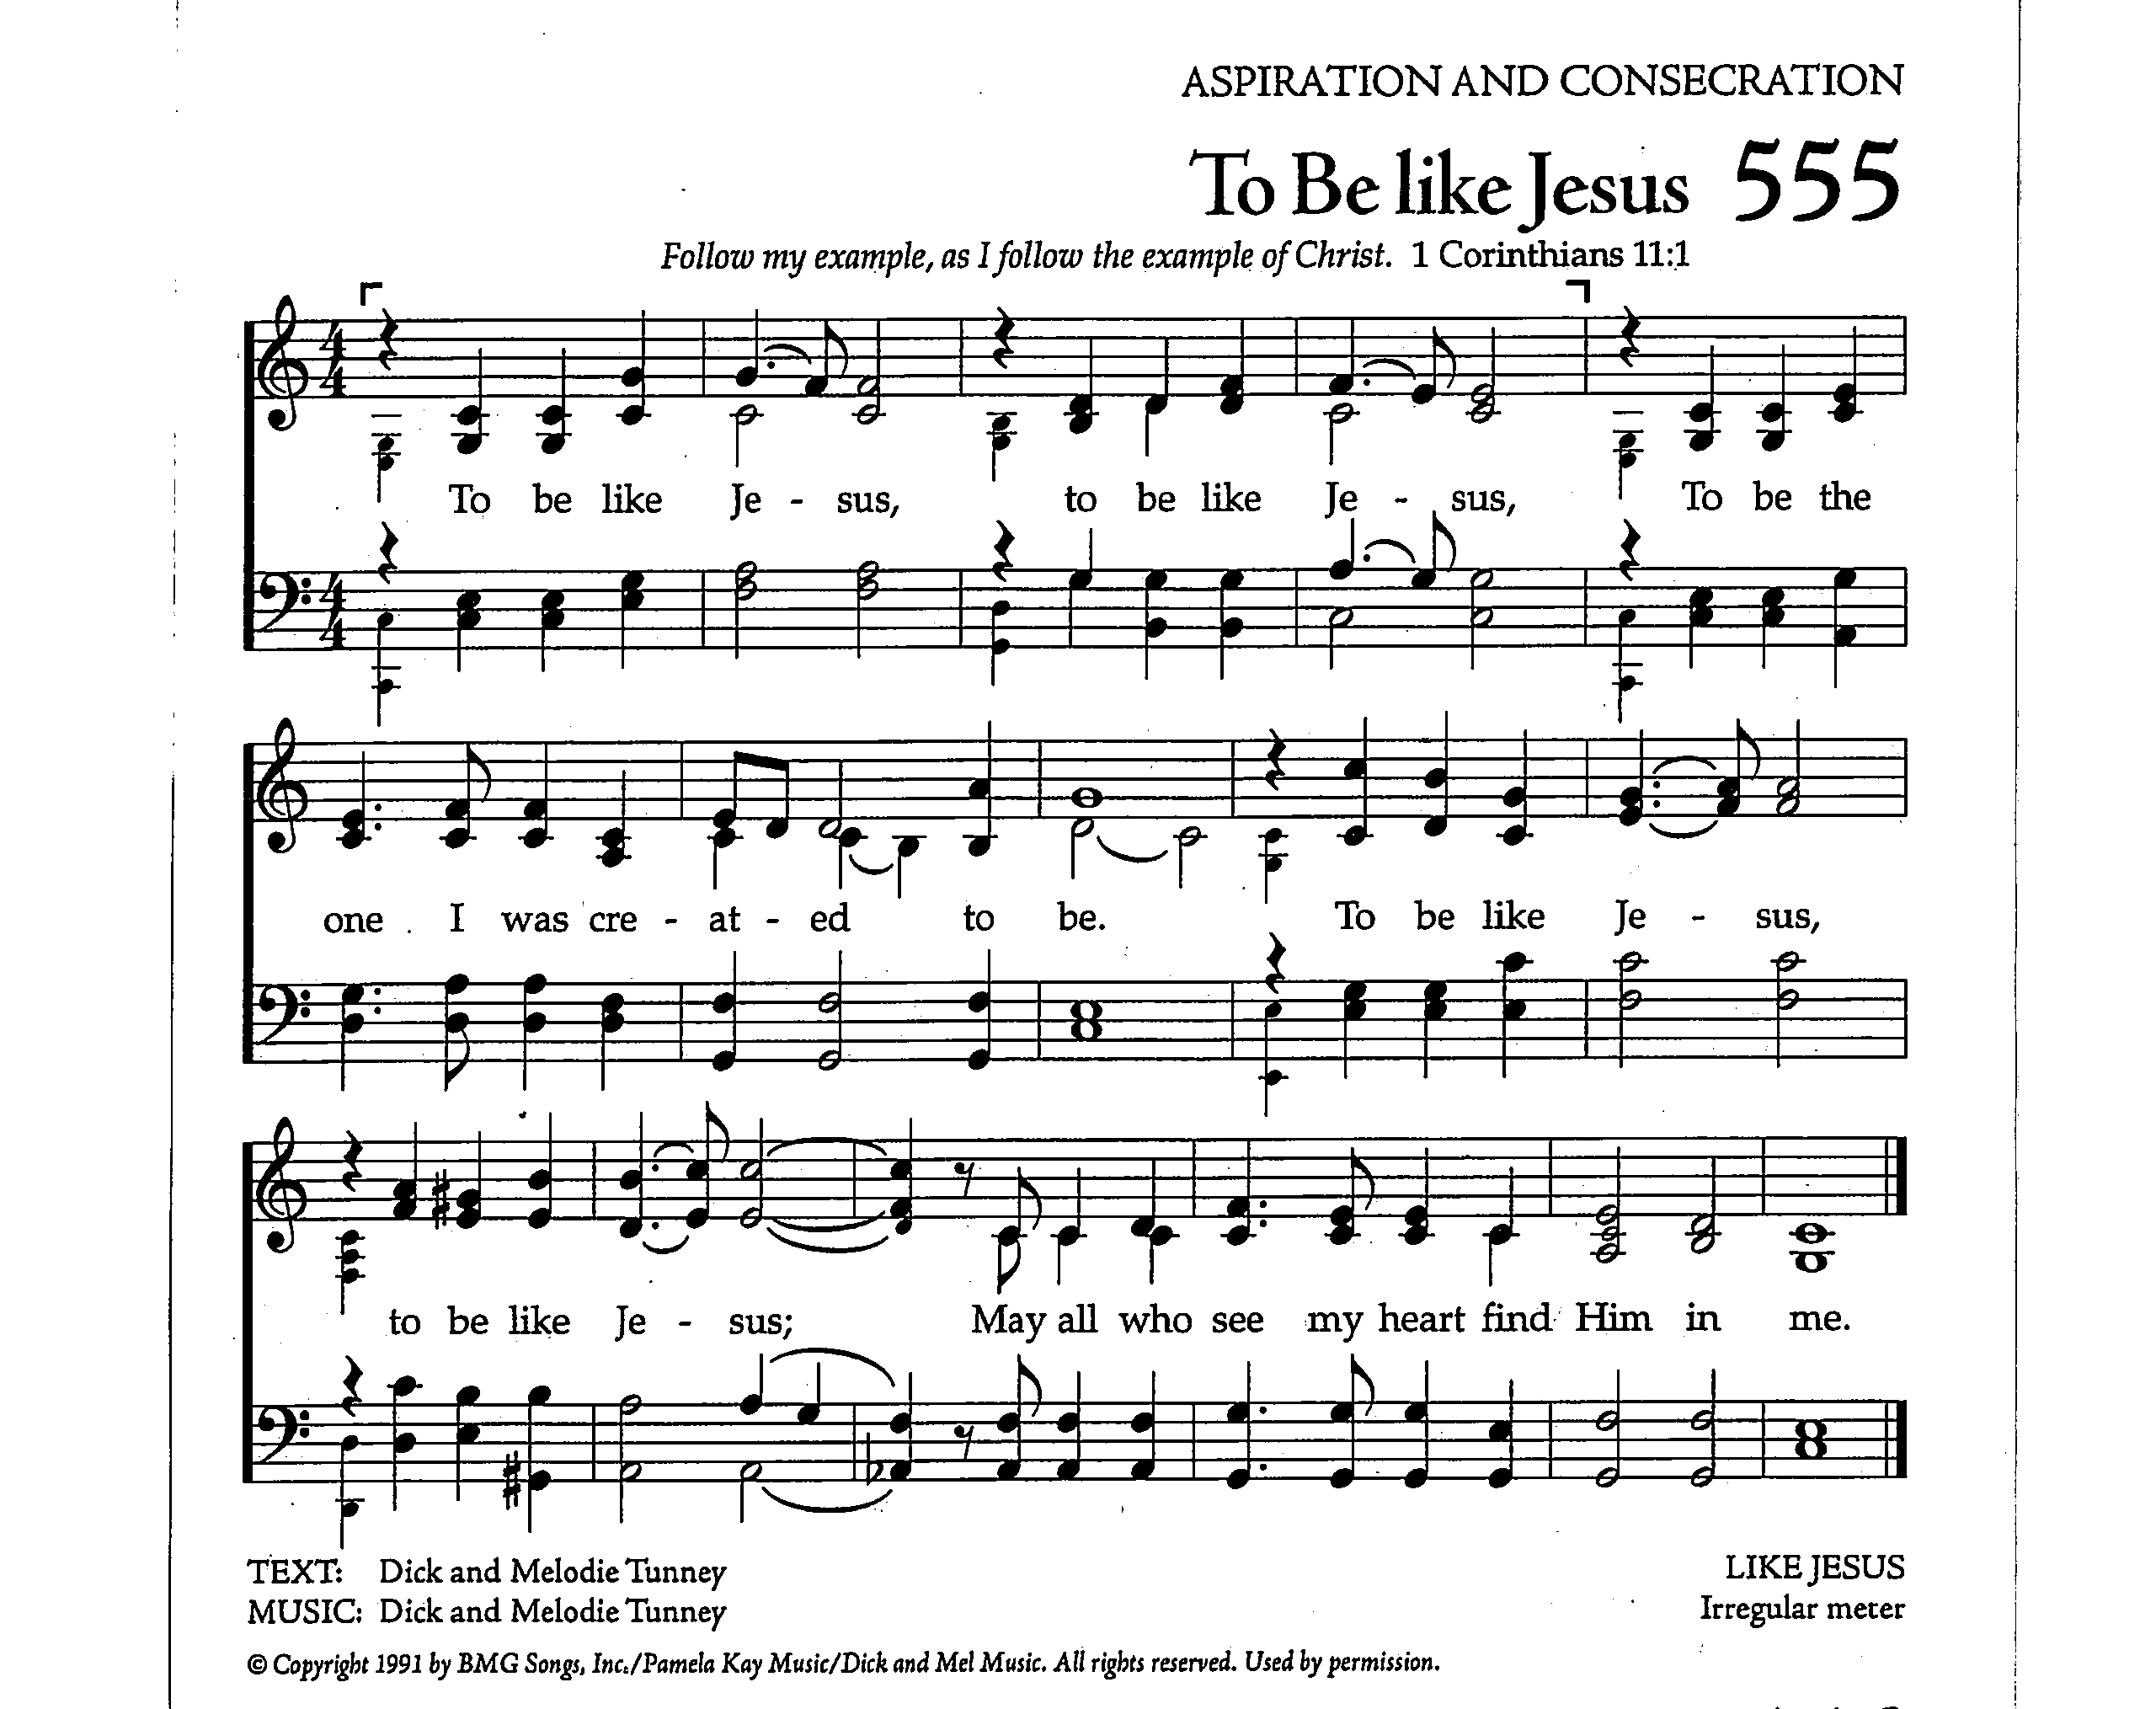 ASPIRATION AND CONSECRATION
To Be like Jesus 555
Follow my example, as I follow the example of Christ. 1 Corinthians 11:1
To be like Je - sus, to be like Je - sus, To be the
one I was cre - at - ed to be. To be like Je - sus,
to be like Je - sus; May all who see my heart find Him in me.
TEXT: Dick and Melodie Tunney
LIKE JESUS
MUSIC: Dick and Melodie Tunney
Irregular meter
© Copyright 1991 by BMG Songs, Inc./Pamela Kay Music/Dick and Mel Music. All rights reserved. Used by permission.